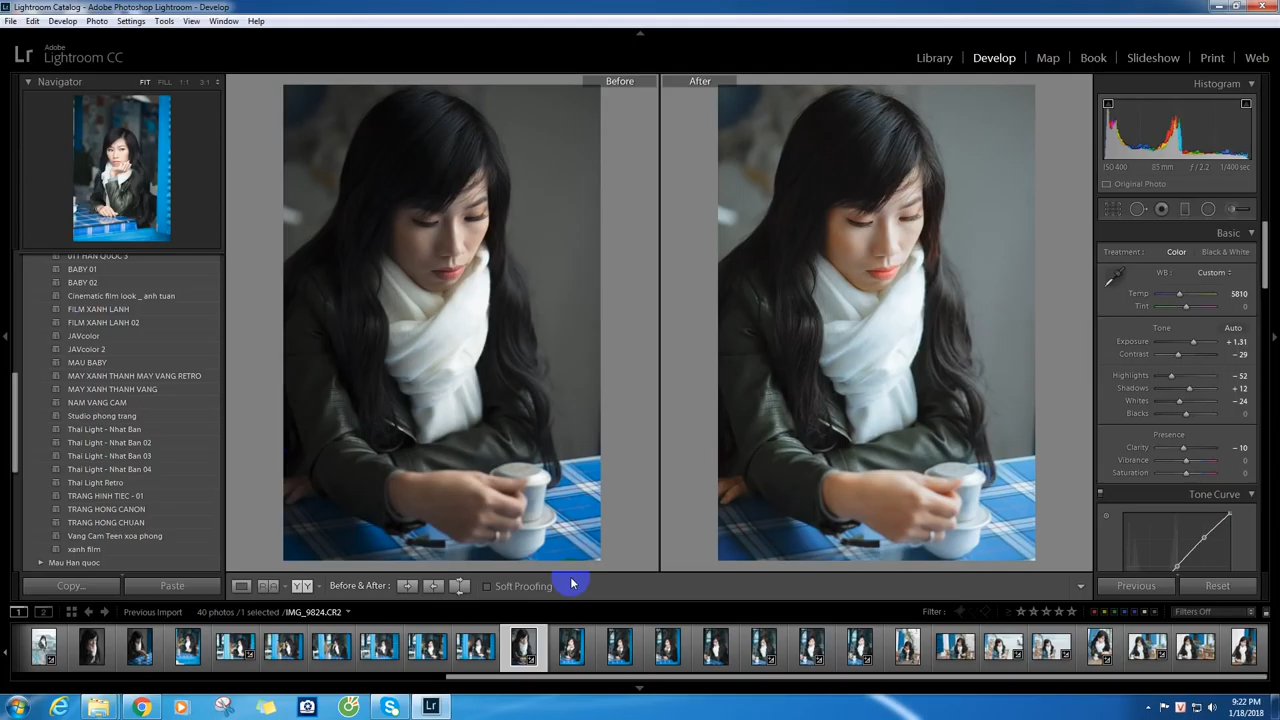 Lightroom Catalog - Adobe Photoshop Lightroom - Develop
File Edit Develop Photo Settings Tools View Window Help
Lr Adobe Lightroom CC
Library Develop Map Book Slideshow Print Web
Navigator FIT FILL 1:1 3:1
011 HAN QUOC 3
BABY 01
BABY 02
Cinematic film look _ anh tuan
FILM XANH LANH
FILM XANH LANH 02
JAVcolor
JAVcolor 2
MAU BABY
MAY XANH THANH MAY VANG RETRO
MAY XANH THANH VANG
NAM VANG CAM
Studio phong trang
Thai Light - Nhat Ban
Thai Light - Nhat Ban 02
Thai Light - Nhat Ban 03
Thai Light - Nhat Ban 04
Thai Light Retro
TRANG HINH TIEC - 01
TRANG HONG CANON
TRANG HONG CHUAN
Vang Cam Teen xoa phong
xanh film
Mau Han quoc
Copy... Paste
Before After
Before & After : Soft Proofing
Histogram
ISO 400 85 mm ƒ / 2.2 1/400 sec
Original Photo
Basic
Treatment : Color Black & White
WB : Custom
Temp 5810
Tint 0
Tone Auto
Exposure + 1.31
Contrast − 29
Highlights − 52
Shadows + 12
Whites − 24
Blacks 0
Presence
Clarity − 10
Vibrance 0
Saturation 0
Tone Curve
Previous Reset
1 2 Previous Import 40 photos / 1 selected / IMG_9824.CR2 Filter : Filters Off
Lr
V
9:22 PM
1/18/2018